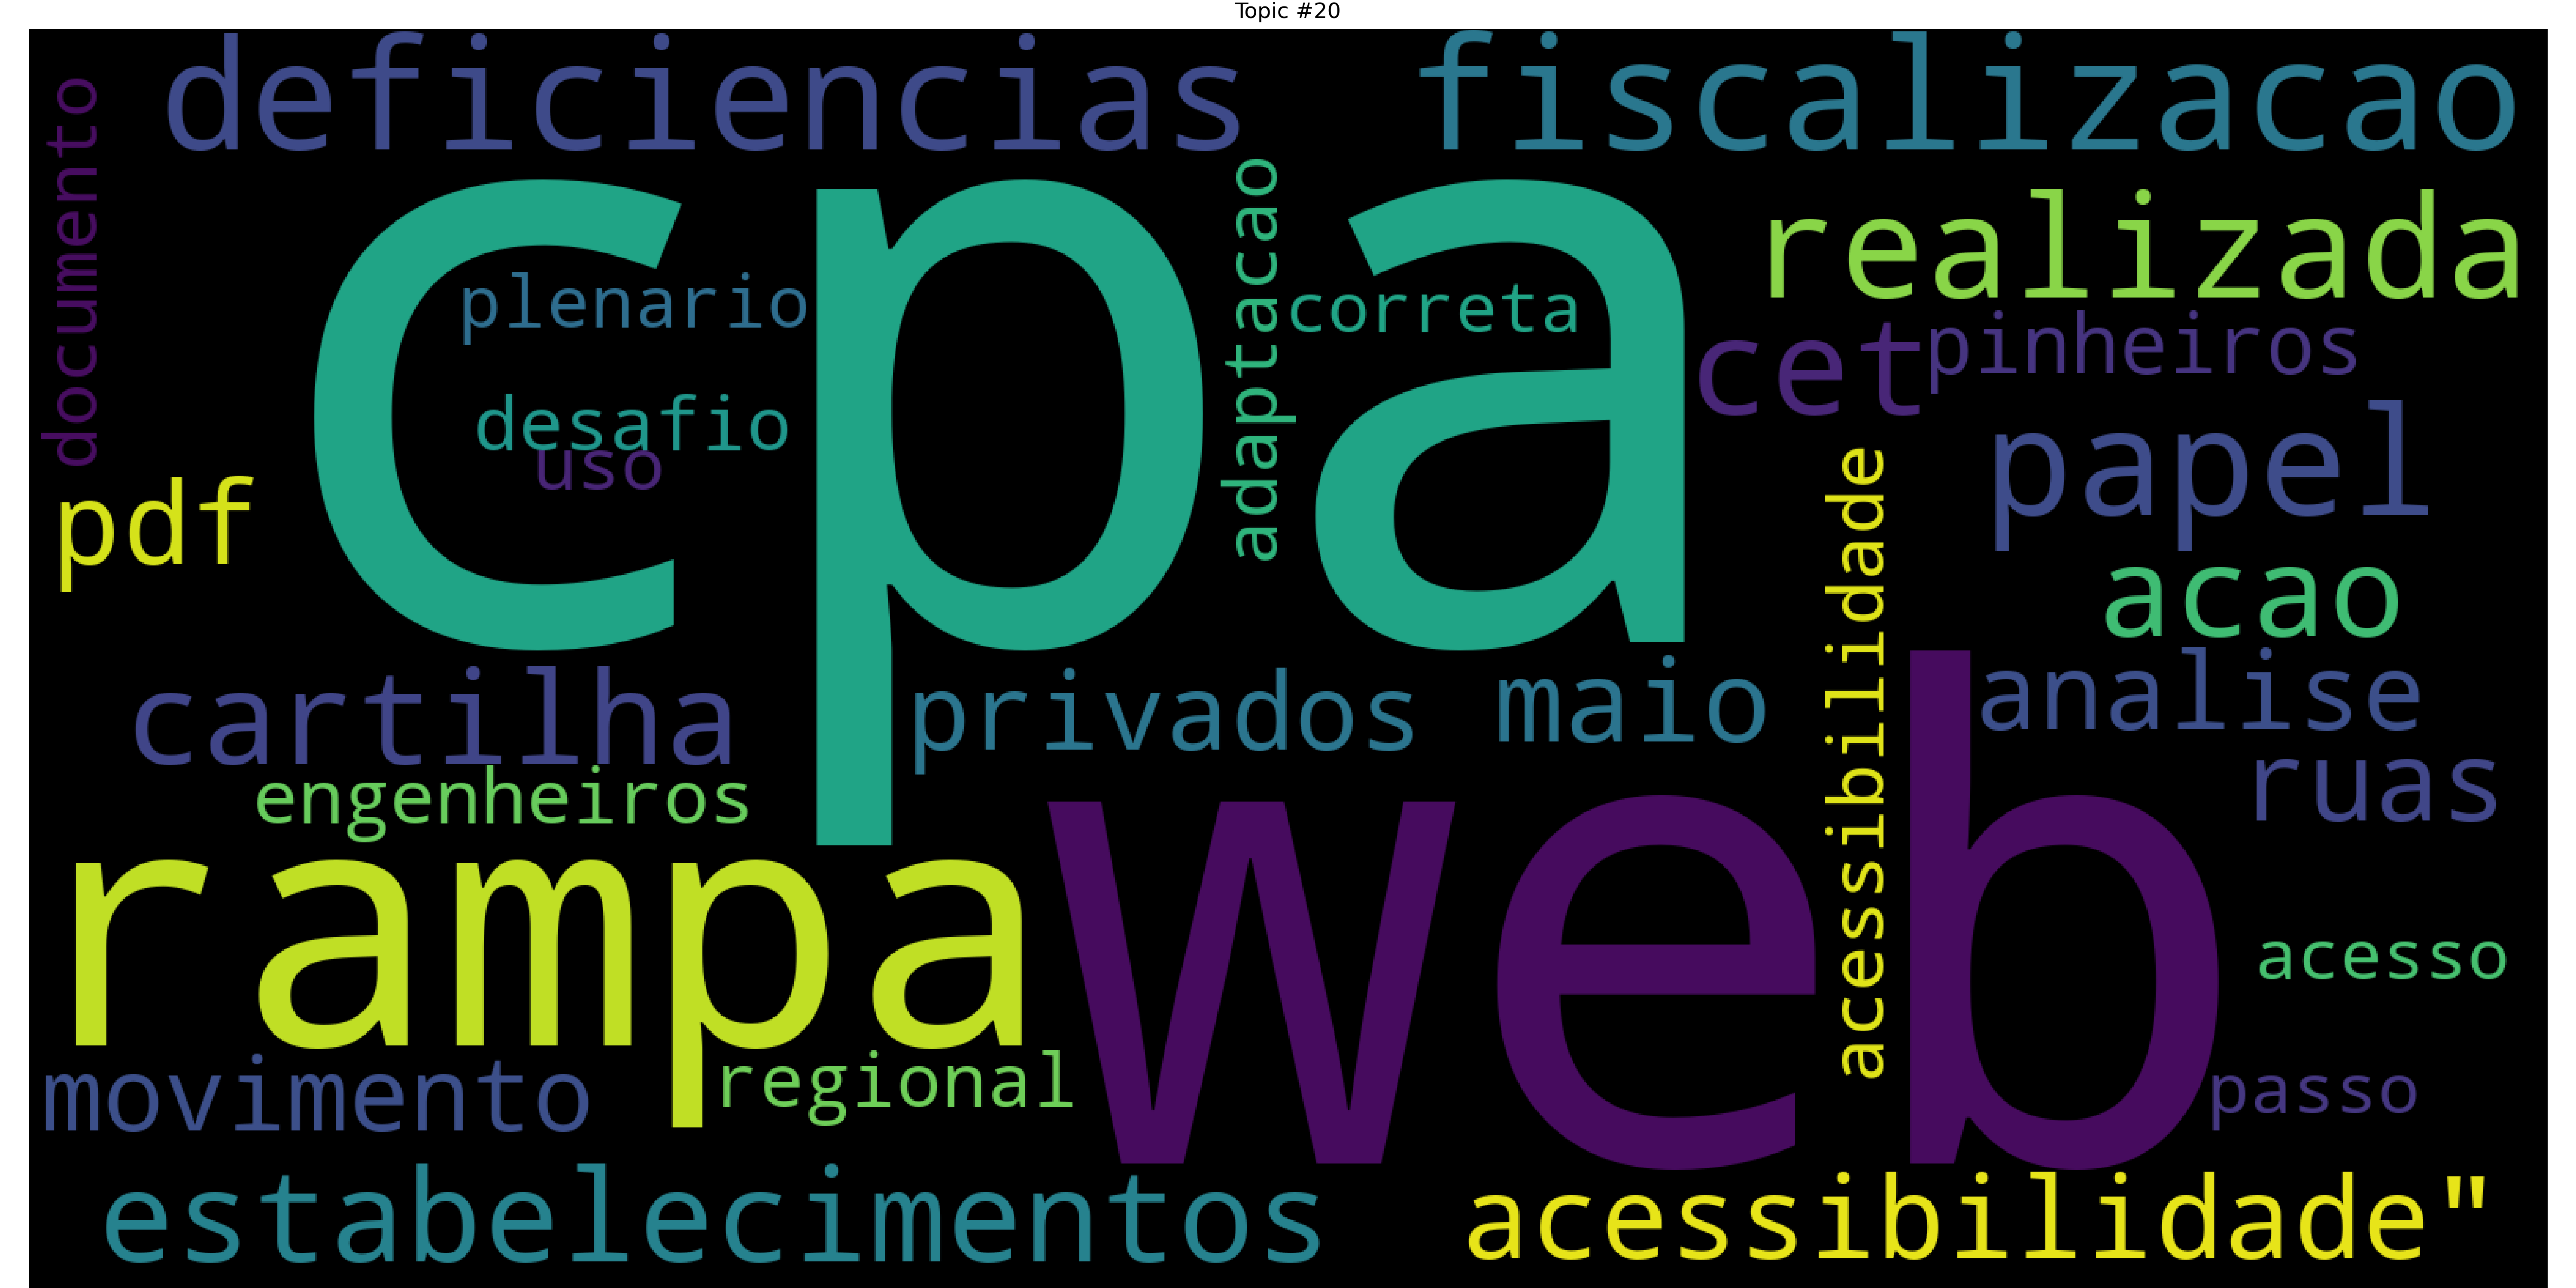 Topic #20
deficiencias
fiscalizacao
documento
cpa
realizada
adaptacao
plenario
correta
cet
pinheiros
desafio
uso
papel
pdf
acao
acessibilidade
cartilha
privados
maio
analise
engenheiros
ruas
rampa
web
acesso
movimento
regional
passo
estabelecimentos
acessibilidade"